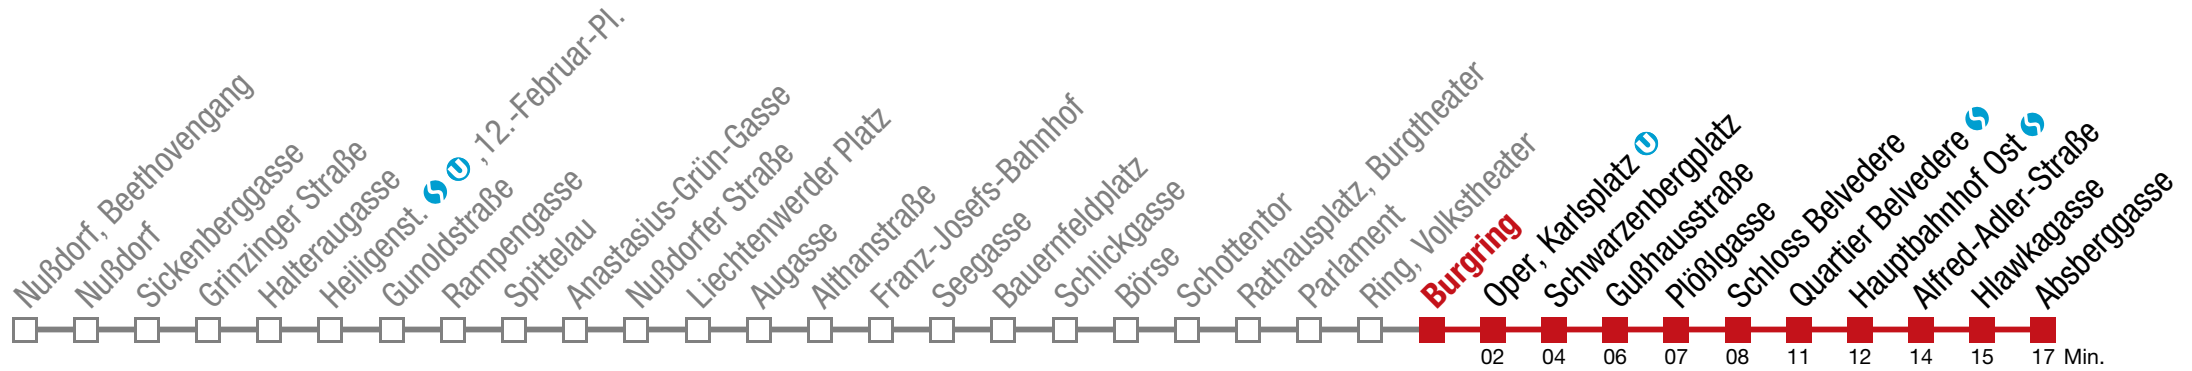 Nußdorf, Beethovengang
Nußdorf
Sickenberggasse
Grinzinger Straße
Halteraugasse
Heiligenst. S U , 12.-Februar-Pl.
Gunoldstraße
Rampengasse
Spittelau
Anastasius-Grün-Gasse
Nußdorfer Straße
Liechtenwerder Platz
Augasse
Althanstraße
Franz-Josefs-Bahnhof
Seegasse
Bauernfeldplatz
Schlickgasse
Börse
Schottentor
Rathausplatz, Burgtheater
Parlament
Ring, Volkstheater
Burgring
Oper, Karlsplatz U
Schwarzenbergplatz
Gußhausstraße
Plößlgasse
Schloss Belvedere
Quartier Belvedere S
Hauptbahnhof Ost S
Alfred-Adler-Straße
Hawkagasse
Absberggasse
02 04 06 07 08 11 12 14 15 17 Min.